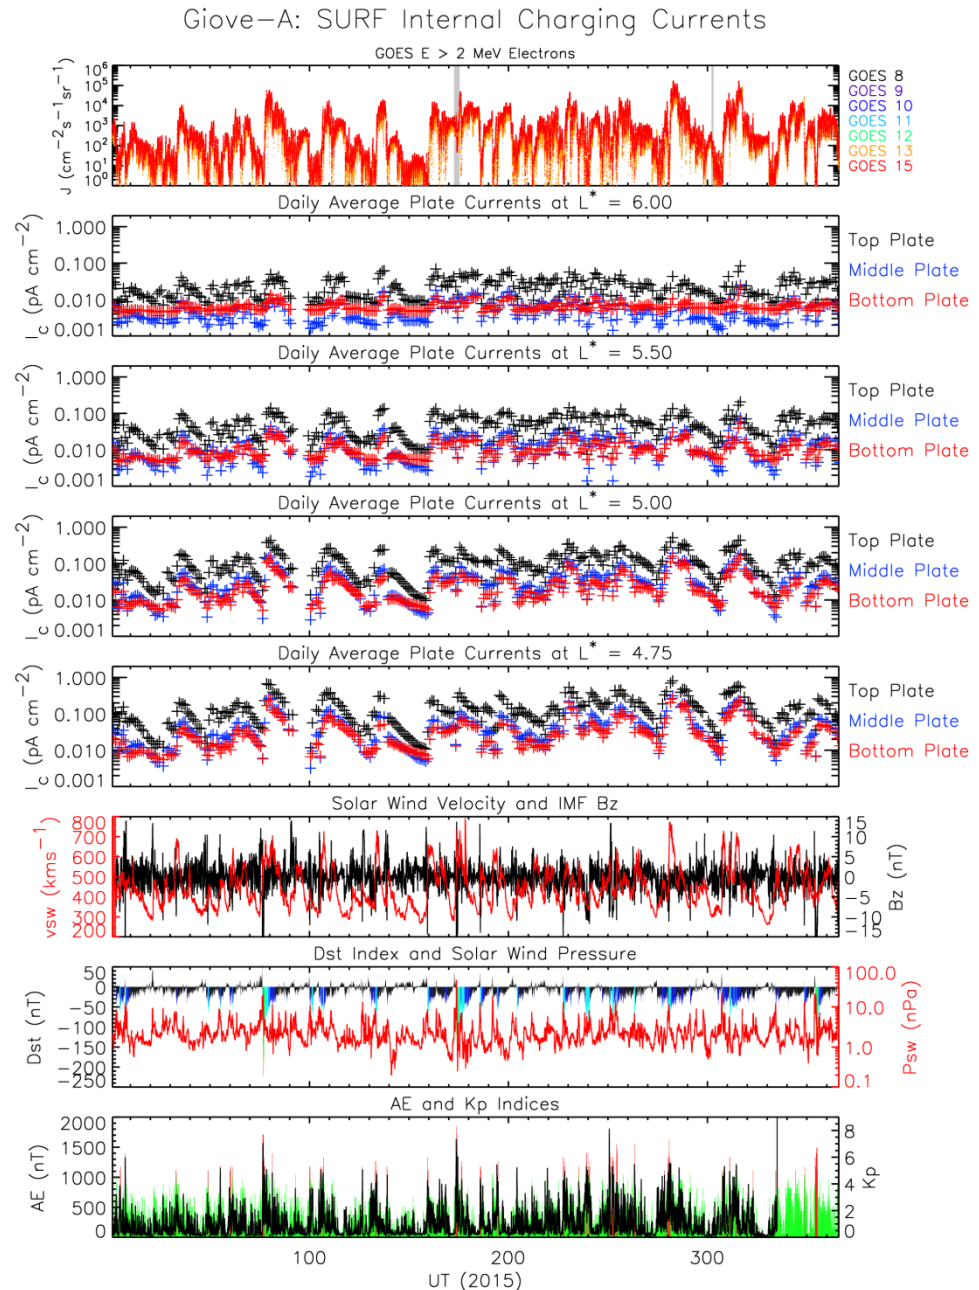 Giove-A: SURF Internal Charging Currents
GOES E > 2 MeV Electrons
J (cm⁻²s⁻¹sr⁻¹)
10⁶
10⁵
10⁴
10³
10²
10¹
10⁰
GOES 8
GOES 9
GOES 10
GOES 11
GOES 12
GOES 13
GOES 15
Daily Average Plate Currents at L* = 6.00
I_c (pA cm⁻²)
1.000
0.100
0.010
0.001
Top Plate
Middle Plate
Bottom Plate
Daily Average Plate Currents at L* = 5.50
I_c (pA cm⁻²)
1.000
0.100
0.010
0.001
Top Plate
Middle Plate
Bottom Plate
Daily Average Plate Currents at L* = 5.00
I_c (pA cm⁻²)
1.000
0.100
0.010
0.001
Top Plate
Middle Plate
Bottom Plate
Daily Average Plate Currents at L* = 4.75
I_c (pA cm⁻²)
1.000
0.100
0.010
0.001
Top Plate
Middle Plate
Bottom Plate
Solar Wind Velocity and IMF Bz
vsw (kms⁻¹)
800
700
600
500
400
300
200
15
10
5
0
-5
-10
-15
Bz (nT)
Dst Index and Solar Wind Pressure
Dst (nT)
50
0
-50
-100
-150
-200
-250
100.0
10.0
1.0
0.1
Psw (nPa)
AE and Kp Indices
AE (nT)
2000
1500
1000
500
0
8
6
4
2
0
Kp
100
200
300
UT (2015)